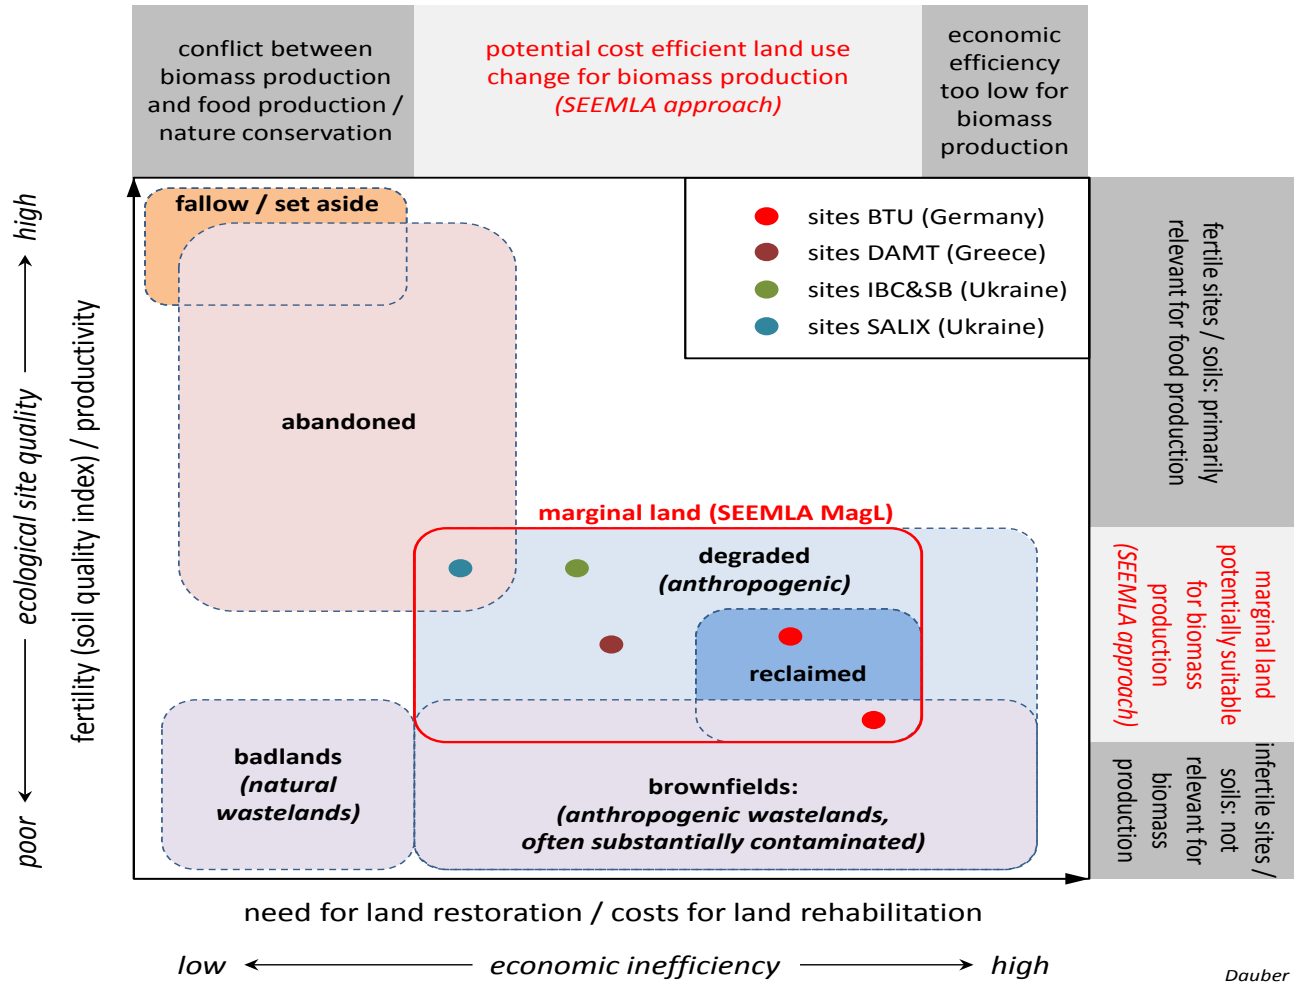 conflict between
biomass production
and food production /
nature conservation
potential cost efficient land use
change for biomass production
(SEEMLA approach)
economic
efficiency
too low for
biomass
production
high
ecological site quality
poor
fertility (soil quality index) / productivity
fallow / set aside
abandoned
sites BTU (Germany)
sites DAMT (Greece)
sites IBC&SB (Ukraine)
sites SALIX (Ukraine)
marginal land (SEEMLA MagL)
degraded
(anthropogenic)
reclaimed
badlands
(natural
wastelands)
brownfields:
(anthropogenic wastelands,
often substantially contaminated)
fertile sites / soils: primarily
relevant for food production
marginal land
potentially suitable
for biomass
production
(SEEMLA approach)
infertile sites /
soils: not
relevant for
biomass
production
need for land restoration / costs for land rehabilitation
low
economic inefficiency
high
Dauber